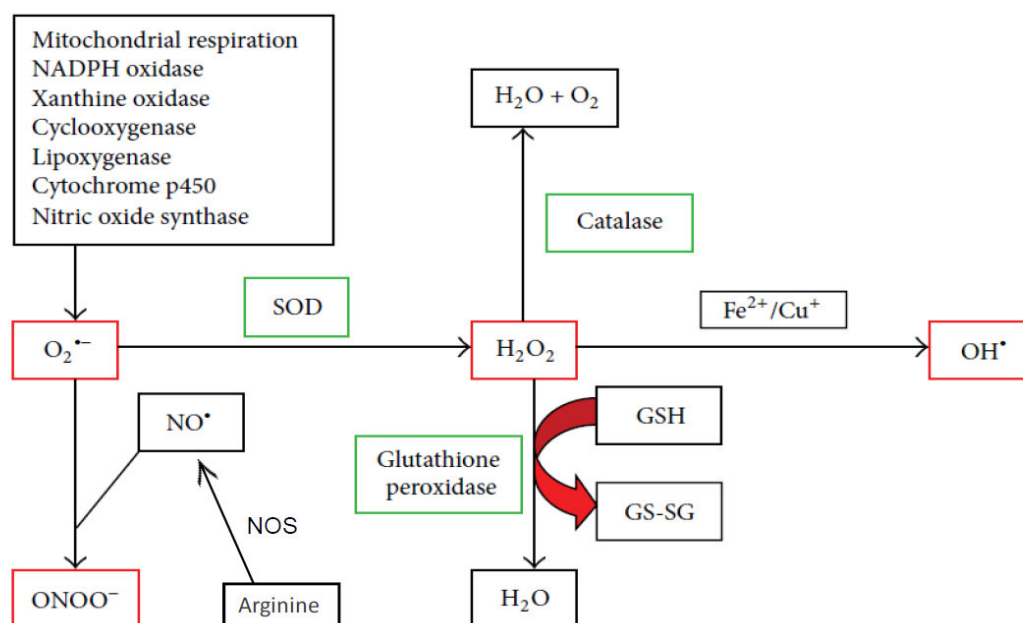 Mitochondrial respiration
NADPH oxidase
Xanthine oxidase
Cyclooxygenase
Lipoxygenase
Cytochrome p450
Nitric oxide synthase
H₂O + O₂
Catalase
SOD
Fe²⁺/Cu⁺
O₂•⁻
H₂O₂
OH•
NO•
GSH
Glutathione
peroxidase
GS-SG
NOS
ONOO⁻
Arginine
H₂O